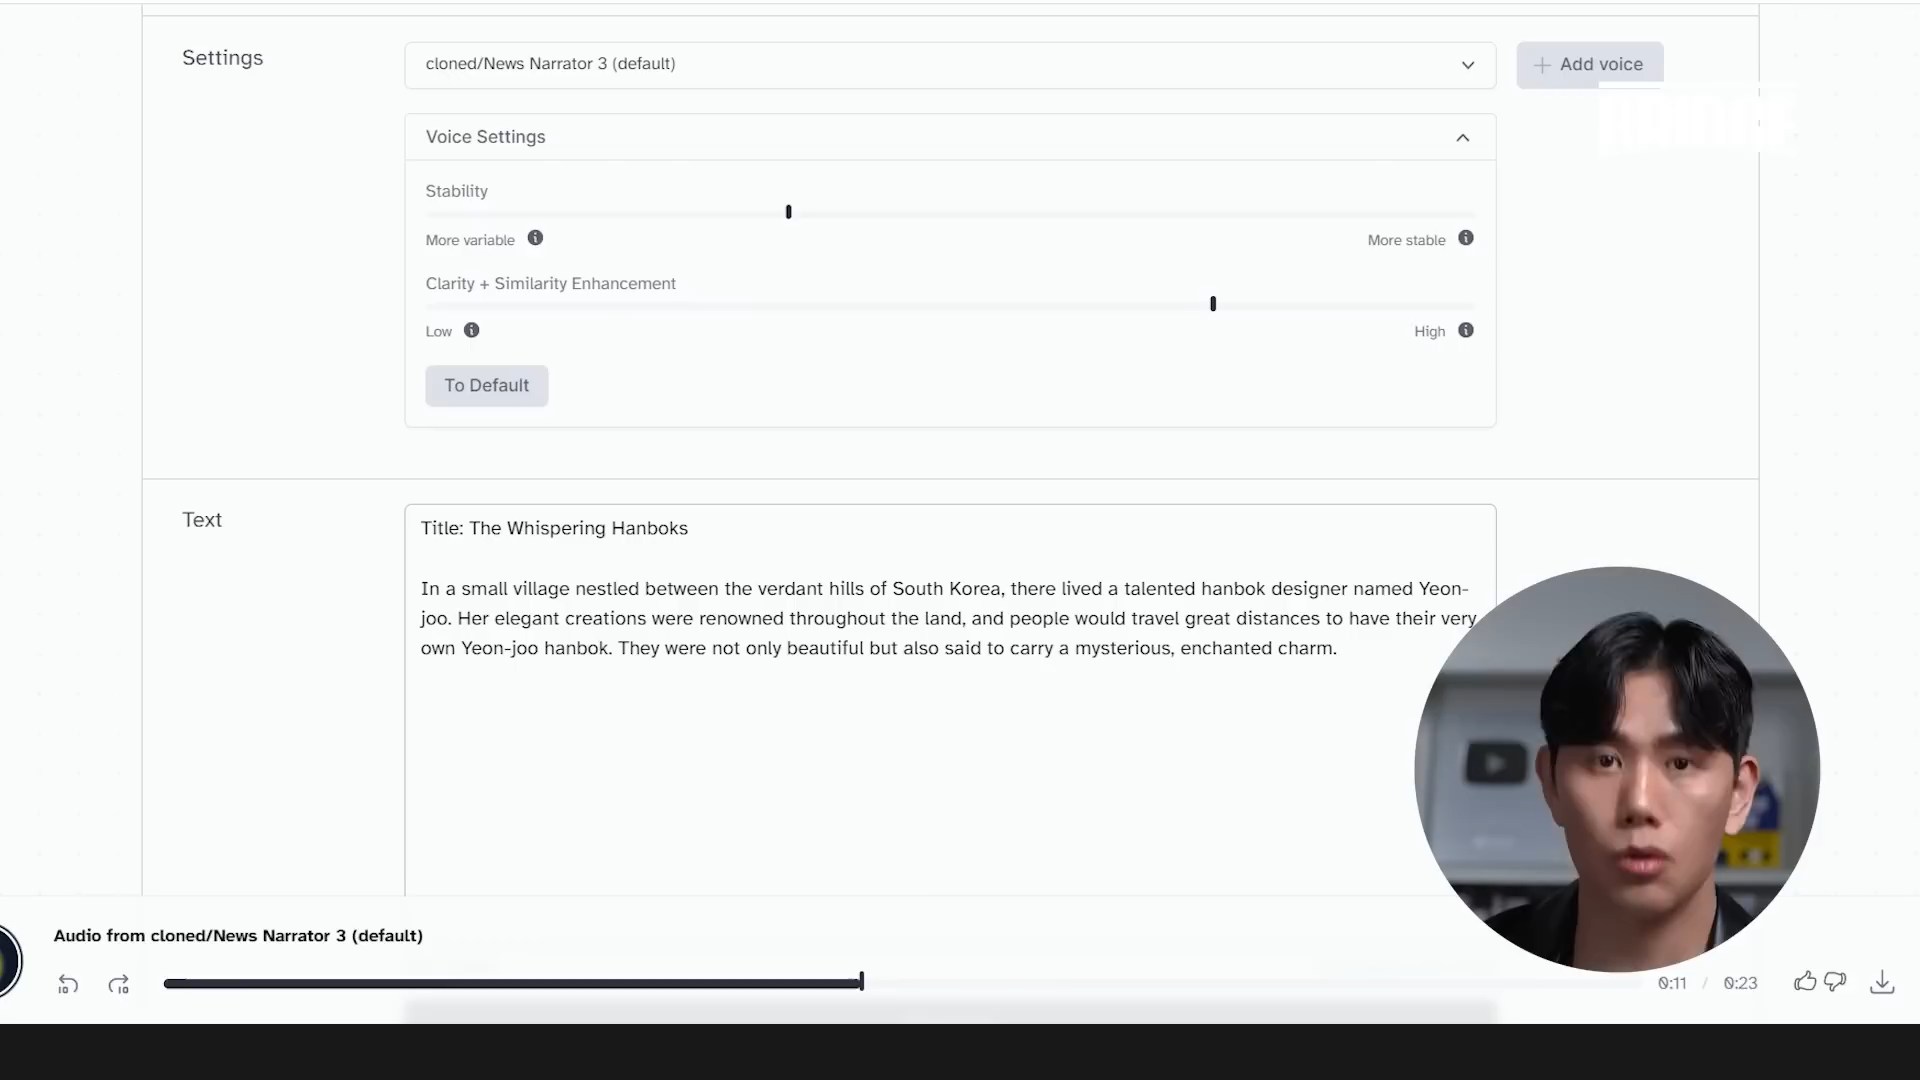 Settings
cloned/News Narrator 3 (default)
Add voice
Voice Settings
Stability
More variable
More stable
Clarity + Similarity Enhancement
Low
High
To Default
Text
Title: The Whispering Hanboks
In a small village nestled between the verdant hills of South Korea, there lived a talented hanbok designer named Yeon-
joo. Her elegant creations were renowned throughout the land, and people would travel great distances to have their very
own Yeon-joo hanbok. They were not only beautiful but also said to carry a mysterious, enchanted charm.
Audio from cloned/News Narrator 3 (default)
10
10
0:11 / 0:23